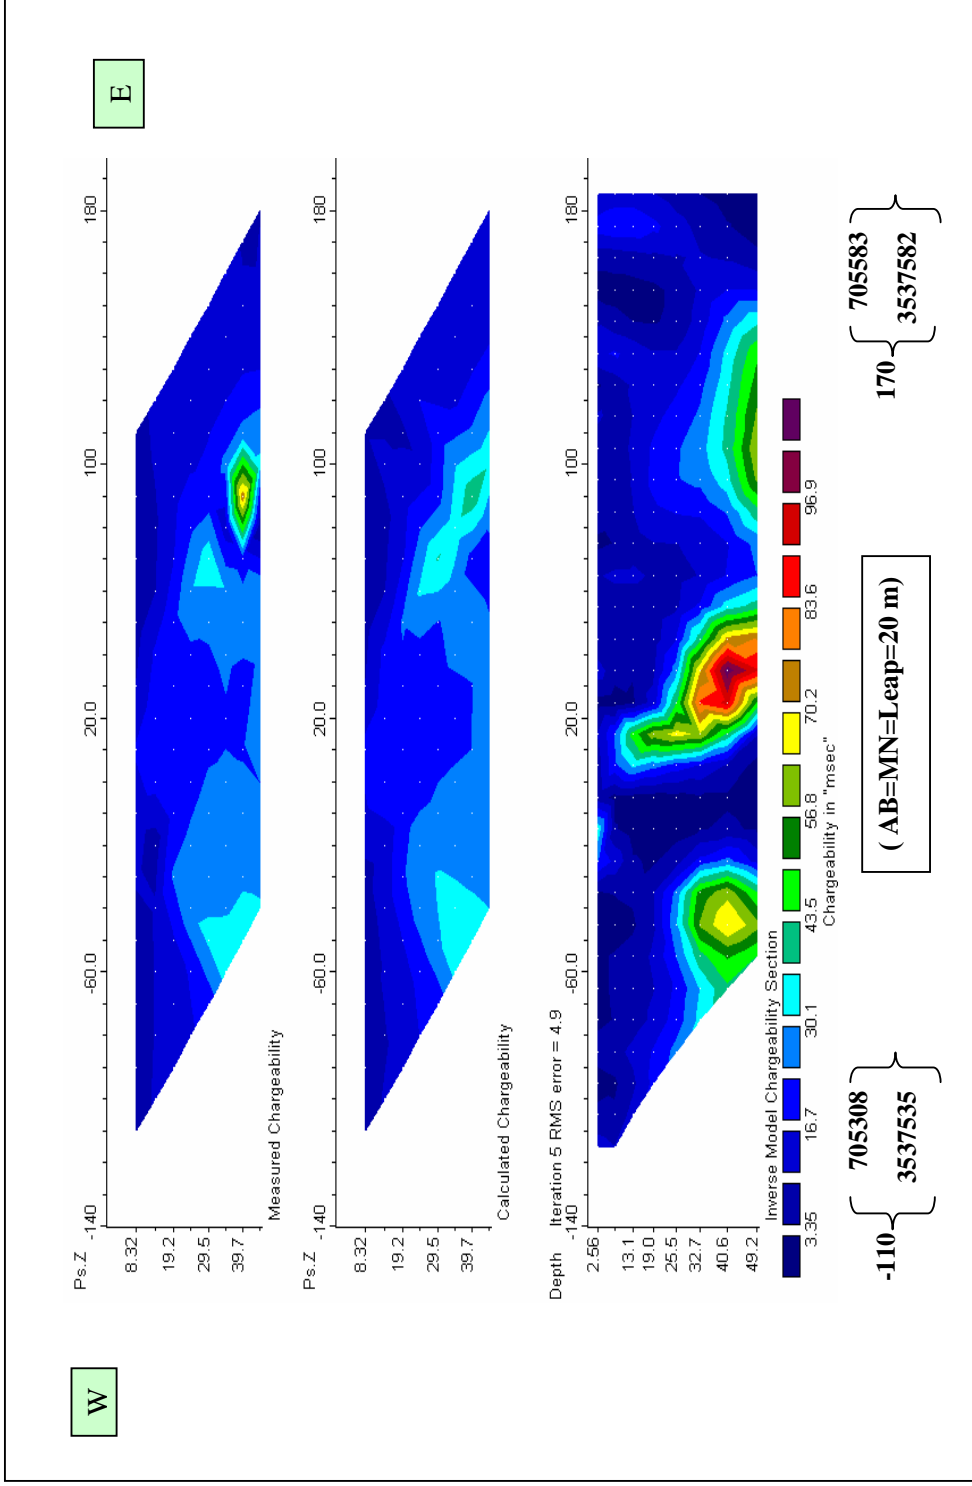 W
E
Ps.Z
-140 -60.0 20.0 100 180
8.32
19.2
29.5
39.7
Measured Chargeability
Ps.Z
-140 -60.0 20.0 100 180
8.32
19.2
29.5
39.7
Calculated Chargeability
Depth Iteration 5 RMS error = 4.9
-140 -60.0 20.0 100 180
2.56
13.1
19.0
25.5
32.7
40.6
49.2
Inverse Model Chargeability Section
3.35 16.7 30.1 43.5 56.8 70.2 83.6 96.9
Chargeability in "msec"
-110
705308
3537535
( AB=MN=Leap=20 m)
170
705583
3537582